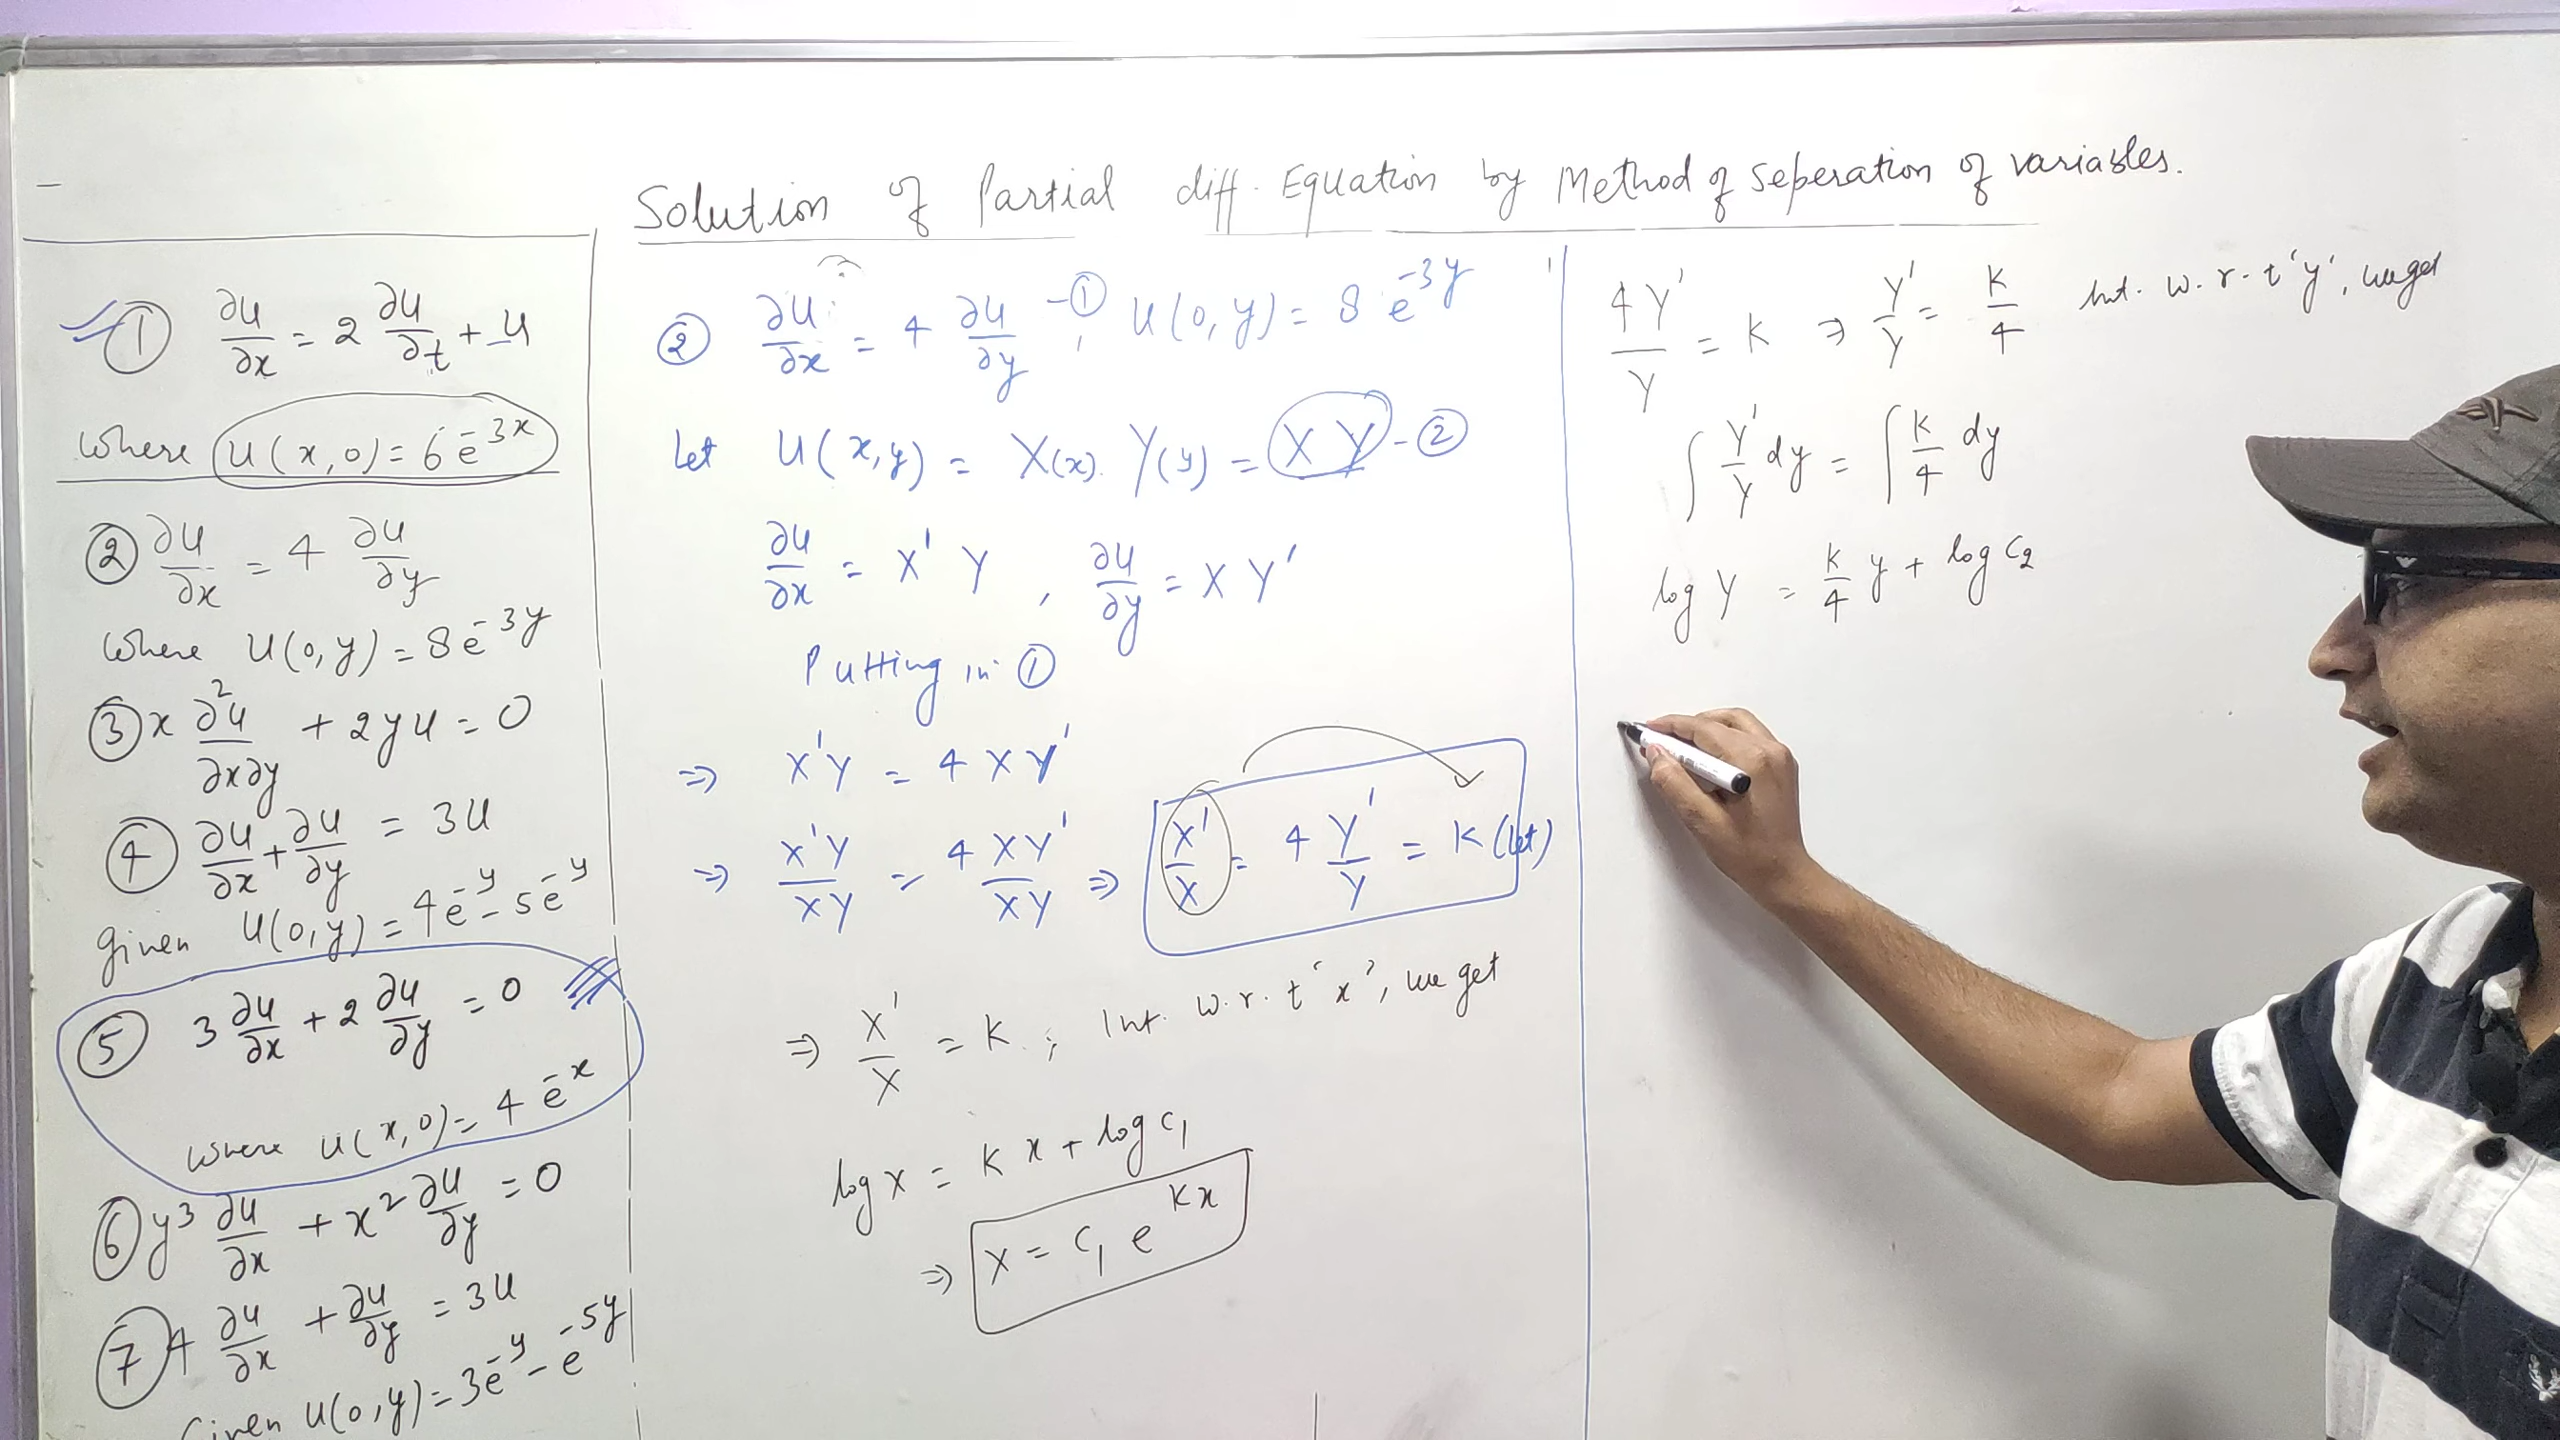 Solution of Partial diff. Equation by Method of Seperation of variables.
① ∂u/∂x = 2 ∂u/∂t + u
where u(x,0) = 6 e^-3x
② ∂u/∂x = 4 ∂u/∂y
where u(0,y) = 8 e^-3y
③ x ∂²u/∂x∂y + 2yu = 0
④ ∂u/∂x + ∂u/∂y = 3u
given u(0,y) = 4e^-y - 5e^-y
⑤ 3 ∂u/∂x + 2 ∂u/∂y = 0
where u(x,0) = 4 e^-x
⑥ y³ ∂u/∂x + x² ∂u/∂y = 0
⑦ 4 ∂u/∂x + ∂u/∂y = 3u
Given u(0,y) = 3e^-y - e^-5y
② ∂u/∂x = 4 ∂u/∂y -①, u(0,y) = 8 e^-3y
Let u(x,y) = X(x). Y(y) = XY -②
∂u/∂x = X'Y, ∂u/∂y = XY'
Putting in ①
⇒ X'Y = 4XY'
⇒ X'Y/XY = 4 XY'/XY ⇒ X'/X = 4 Y'/Y = K (let)
⇒ X'/X = K ; Int. w.r.t 'x', we get
log X = Kx + log c₁
⇒ X = c₁ e^Kx
4Y'/Y = K ⇒ Y'/Y = K/4 Int. w.r.t 'y', we get
∫ Y'/Y dy = ∫ K/4 dy
log Y = K/4 y + log c₂